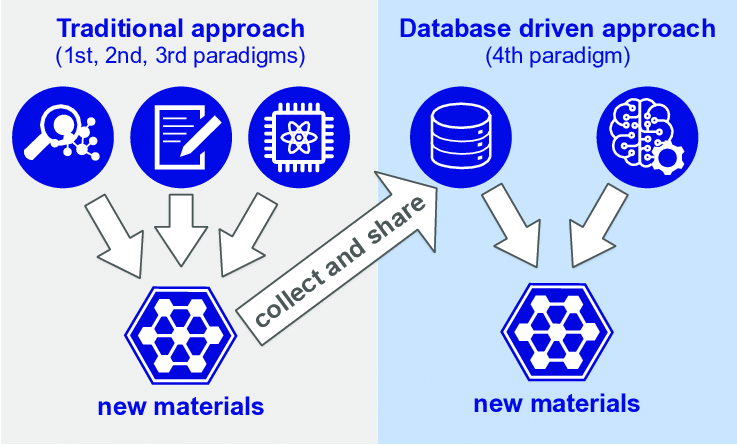 Traditional approach
(1st, 2nd, 3rd paradigms)
new materials
collect and share
Database driven approach
(4th paradigm)
new materials